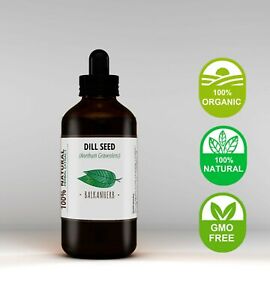 DILL SEED
(Anethum Graveolens)
- BALKANHERB -
100% NATURAL
100%
ORGANIC
100%
NATURAL
GMO
FREE